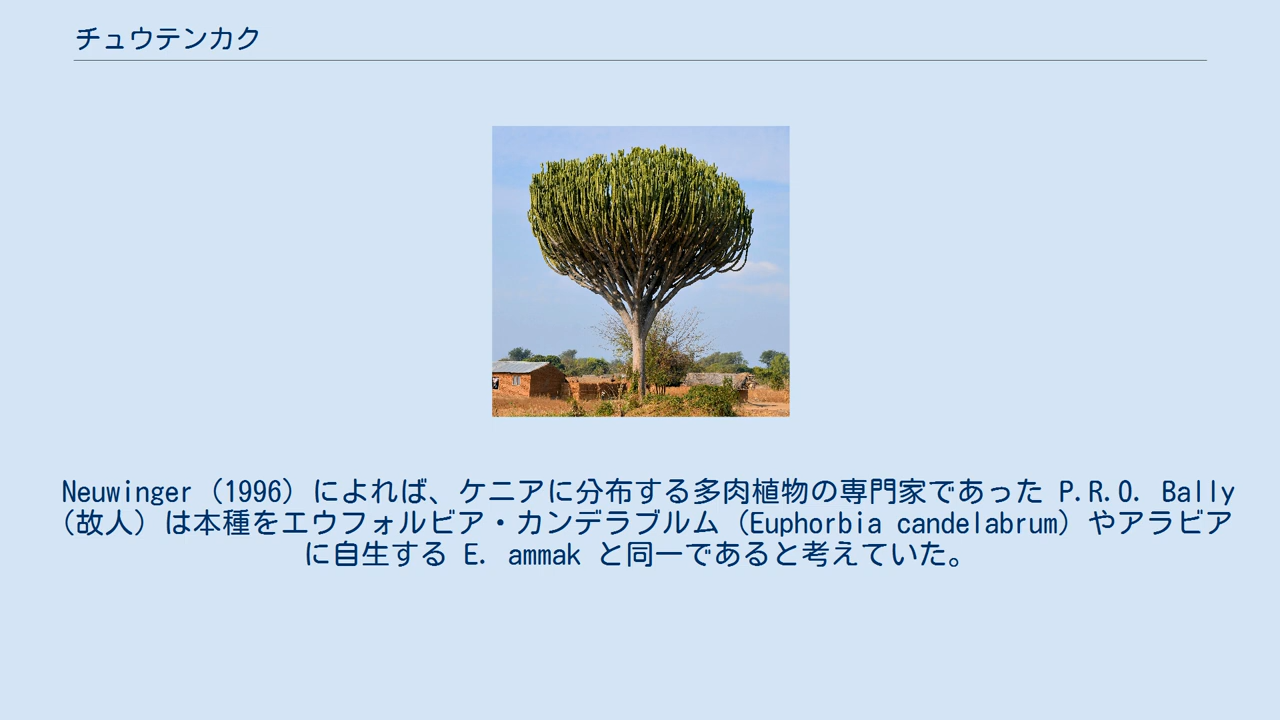 チュウテンカク
Neuwinger（1996）によれば、ケニアに分布する多肉植物の専門家であった P.R.O. Bally
（故人）は本種をエウフォルビア・カンデラブルム（Euphorbia candelabrum）やアラビア
に自生する E. ammak と同一であると考えていた。